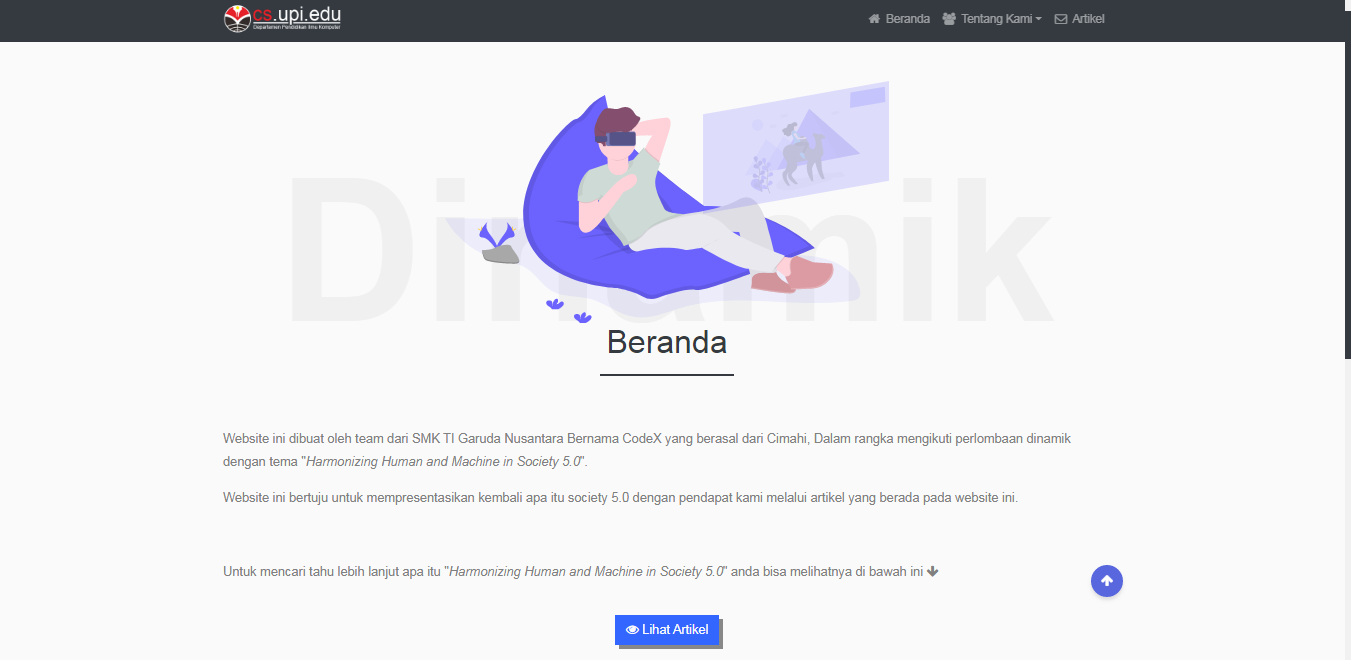 cs.upi.edu
Departemen Pendidikan Ilmu Komputer
Beranda
Tentang Kami
Artikel
Dinamik
Beranda
Website ini dibuat oleh team dari SMK TI Garuda Nusantara Bernama CodeX yang berasal dari Cimahi, Dalam rangka mengikuti perlombaan dinamik
dengan tema "Harmonizing Human and Machine in Society 5.0".
Website ini bertuju untuk mempresentasikan kembali apa itu society 5.0 dengan pendapat kami melalui artikel yang berada pada website ini.
Untuk mencari tahu lebih lanjut apa itu "Harmonizing Human and Machine in Society 5.0" anda bisa melihatnya di bawah ini
Lihat Artikel